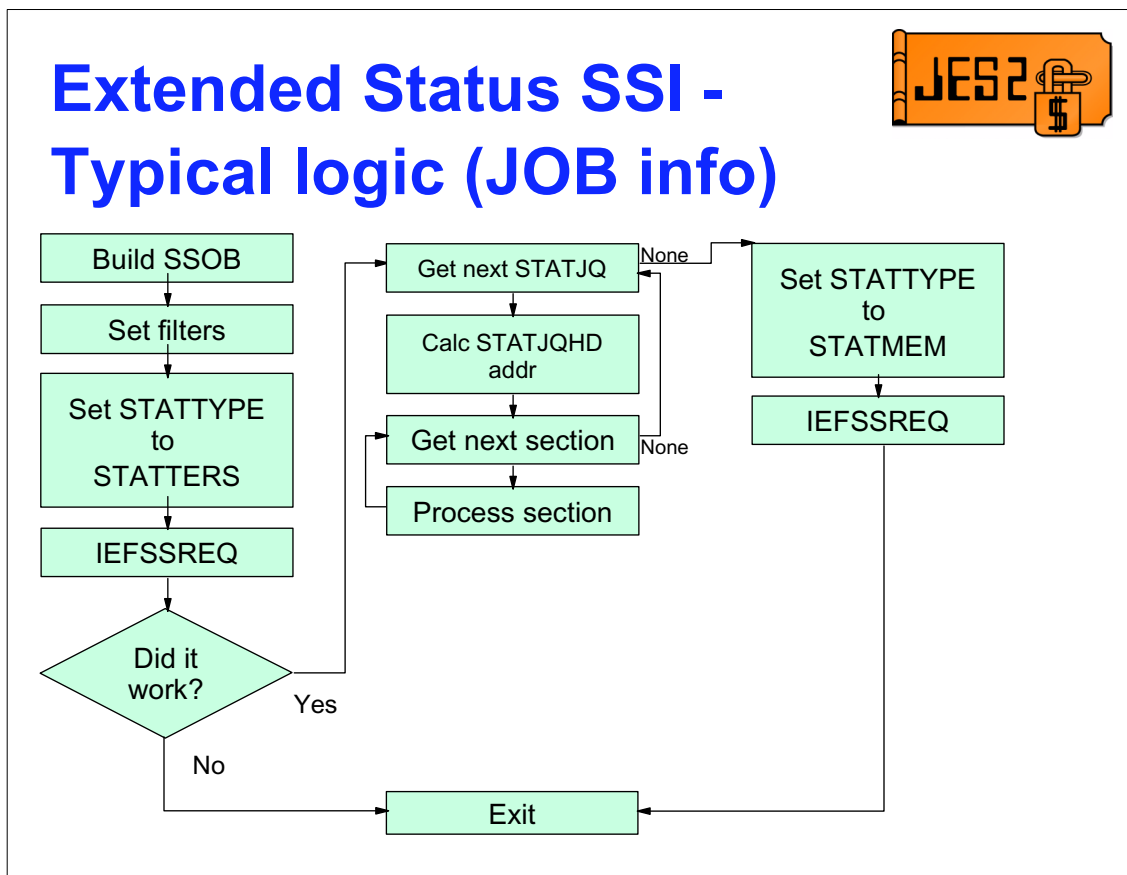 Extended Status SSI -
Typical logic (JOB info)
JES2
$
Build SSOB
Set filters
Set STATTYPE
to
STATTERS
IEFSSREQ
Did it
work?
Yes
No
Get next STATJQ
None
Calc STATJQHD
addr
Get next section
None
Process section
Set STATTYPE
to
STATMEM
IEFSSREQ
Exit